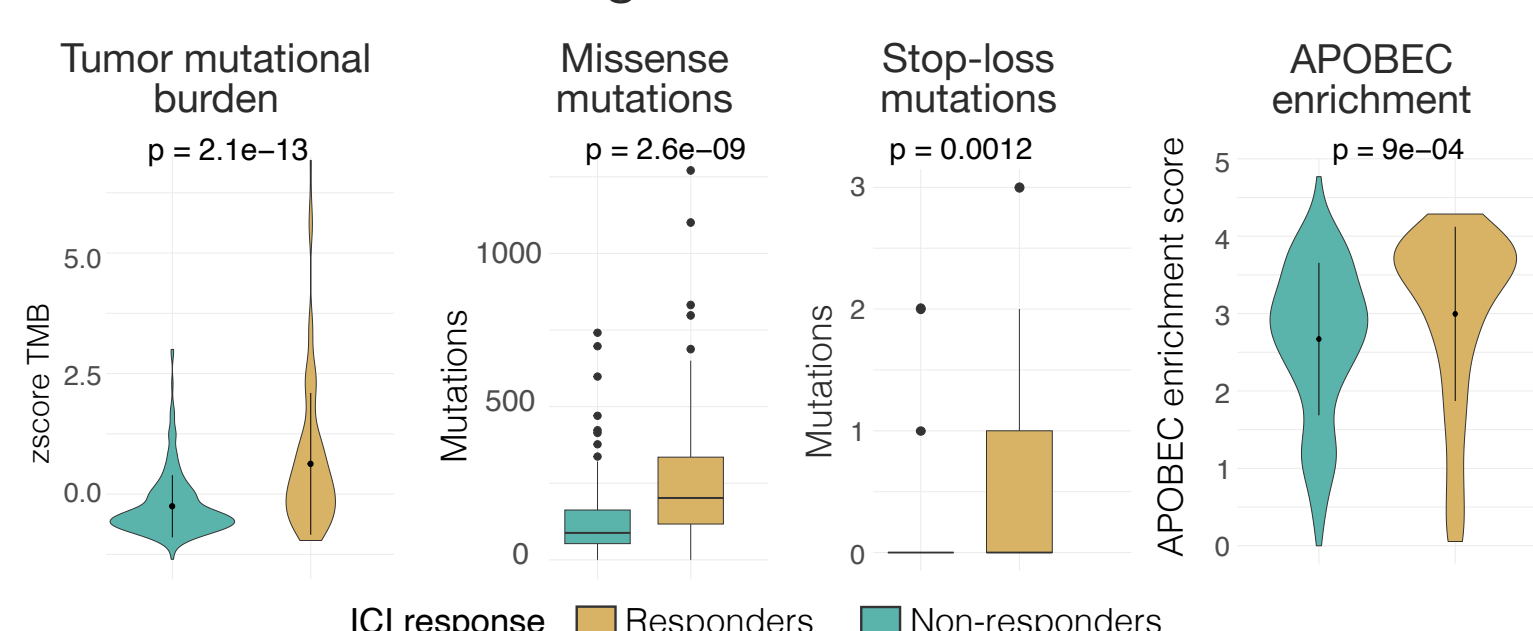 Tumor mutational
burden
p = 2.1e−13
zscore TMB
5.0
2.5
0.0
Missense
mutations
p = 2.6e−09
Mutations
1000
500
0
Stop-loss
mutations
p = 0.0012
Mutations
3
2
1
0
APOBEC
enrichment
p = 9e−04
APOBEC enrichment score
5
4
3
2
1
0
ICI response Responders Non-responders